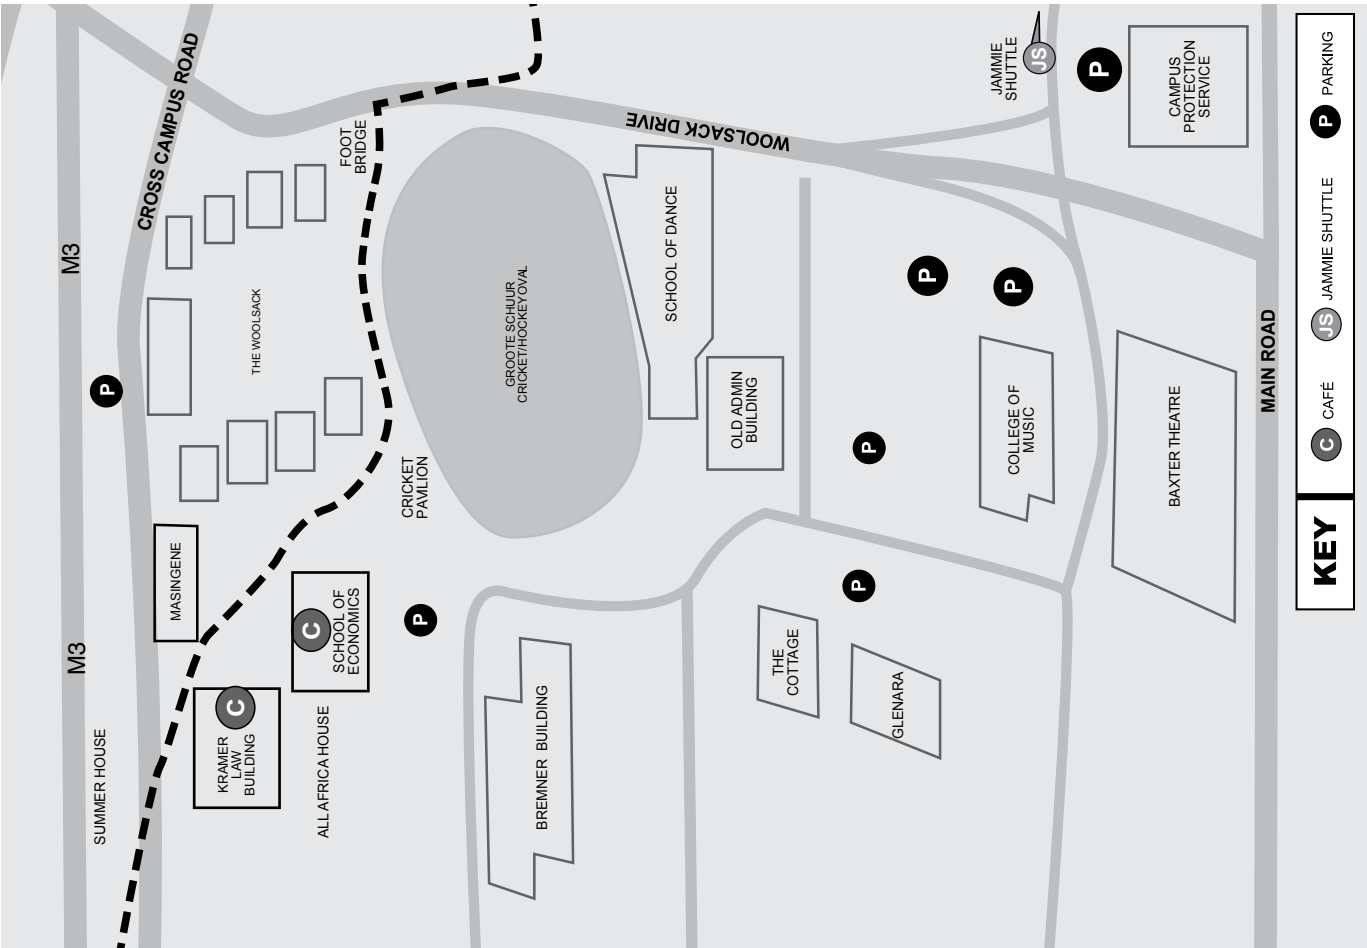 M3
M3
SUMMER HOUSE
P
CROSS CAMPUS ROAD
MASINGENE
KRAMER
LAW
BUILDING
C
THE WOOLSACK
C
SCHOOL OF
ECONOMICS
ALL AFRICA HOUSE
FOOT
BRIDGE
CRICKET
PAVILION
P
GROOTE SCHUUR
CRICKET/HOCKEY OVAL
BREMNER BUILDING
WOOLSACK DRIVE
SCHOOL OF DANCE
OLD ADMIN
BUILDING
THE
COTTAGE
P
P
GLENARA
P
P
COLLEGE OF
MUSIC
JAMMIE
SHUTTLE
JS
P
BAXTER THEATRE
CAMPUS
PROTECTION
SERVICE
MAIN ROAD
KEY
C CAFÉ
JS JAMMIE SHUTTLE
P PARKING